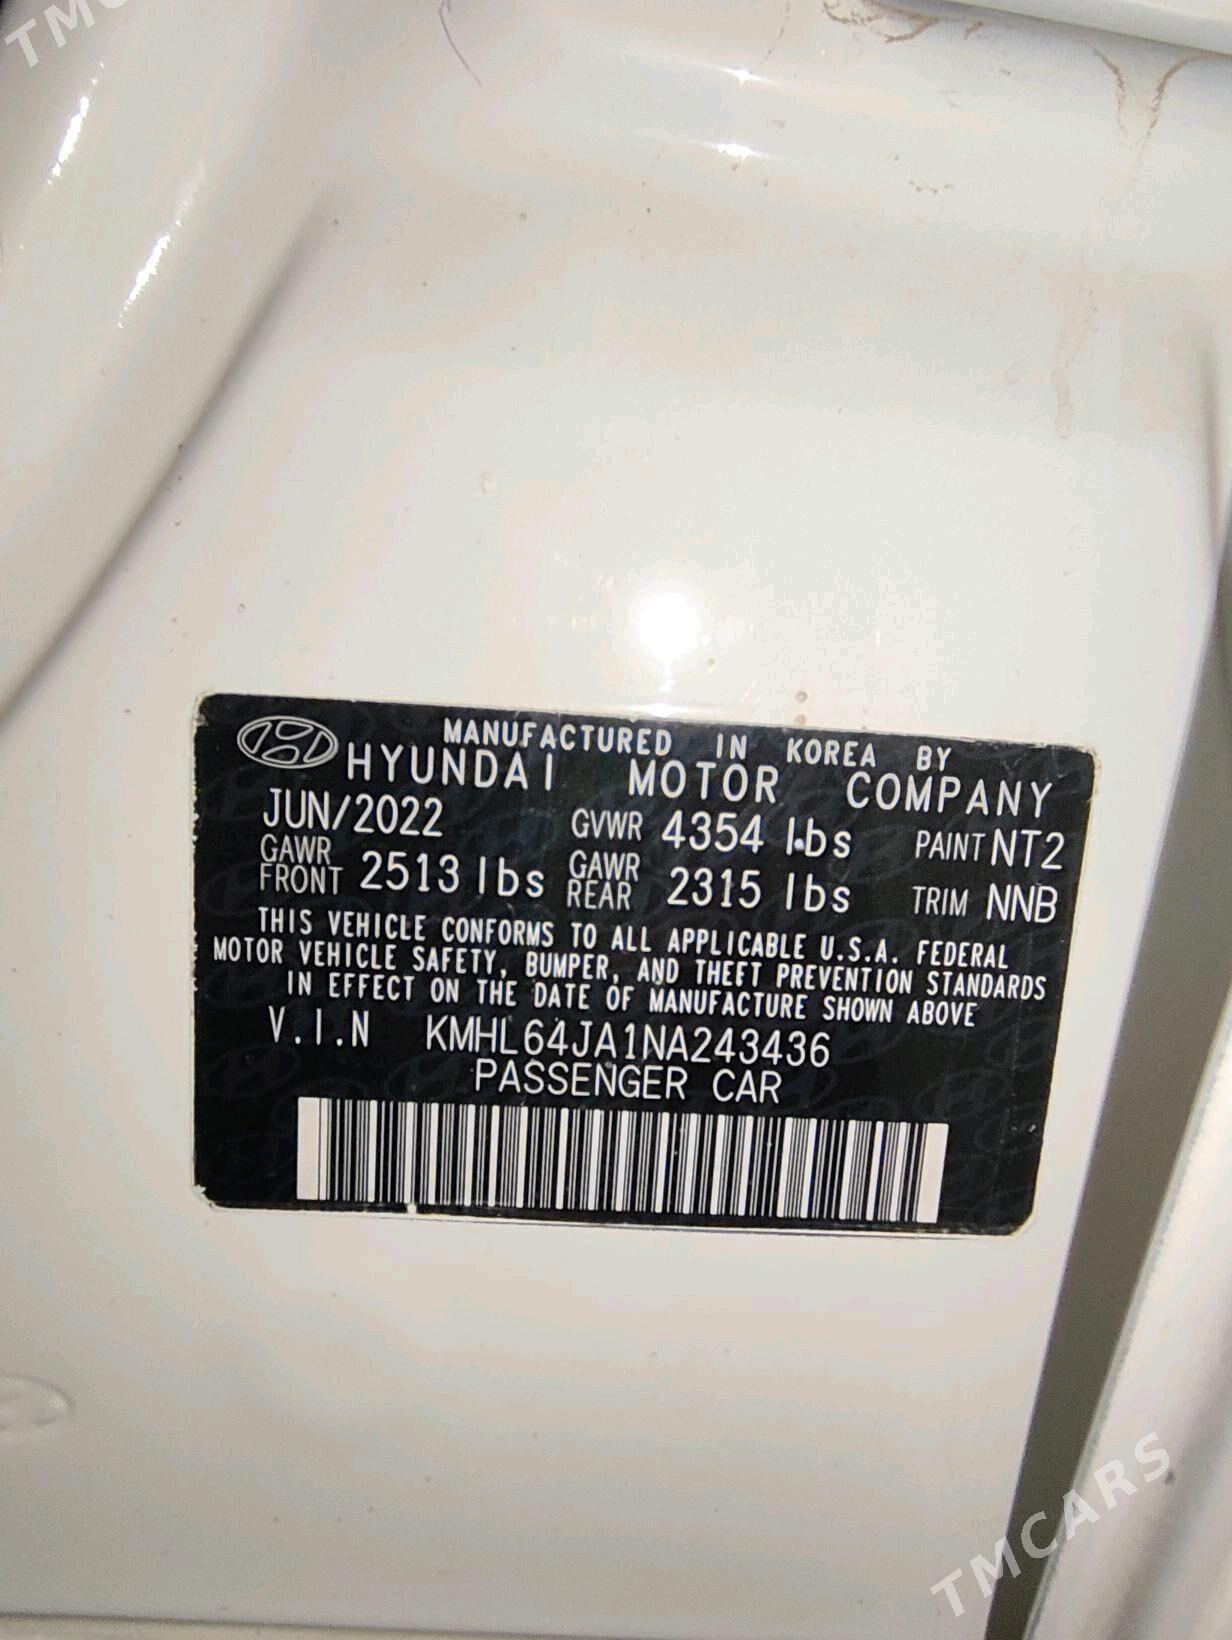 TMC
MANUFACTURED IN KOREA BY
HYUNDAI MOTOR COMPANY
JUN/2022 GVWR 4354 lbs PAINT NT2
GAWR FRONT 2513 lbs GAWR REAR 2315 lbs TRIM NNB
THIS VEHICLE CONFORMS TO ALL APPLICABLE U.S.A. FEDERAL
MOTOR VEHICLE SAFETY, BUMPER, AND THEFT PREVENTION STANDARDS
IN EFFECT ON THE DATE OF MANUFACTURE SHOWN ABOVE
V.I.N KMHL64JA1NA243436
PASSENGER CAR
TMCARS